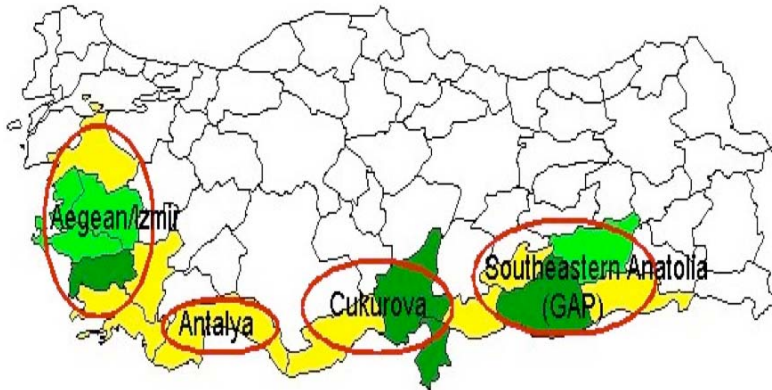 Aegean/Izmir
Antalya
Cukurova
Southeastern Anatolia
(GAP)